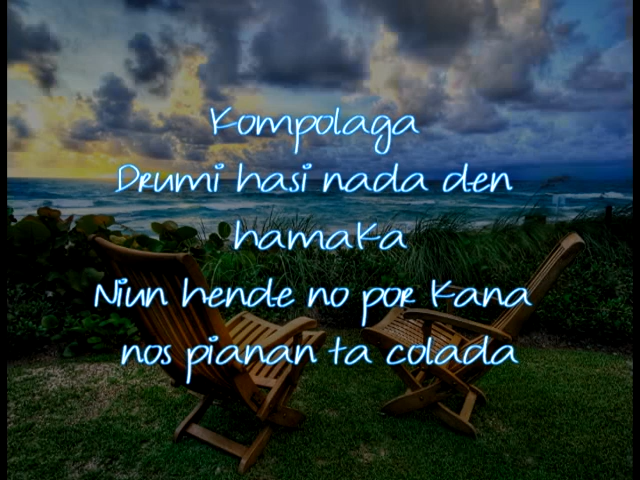 Kompolaga
Drumi hasi nada den
hamaka
Niun hende no por kana
nos pianan ta colada